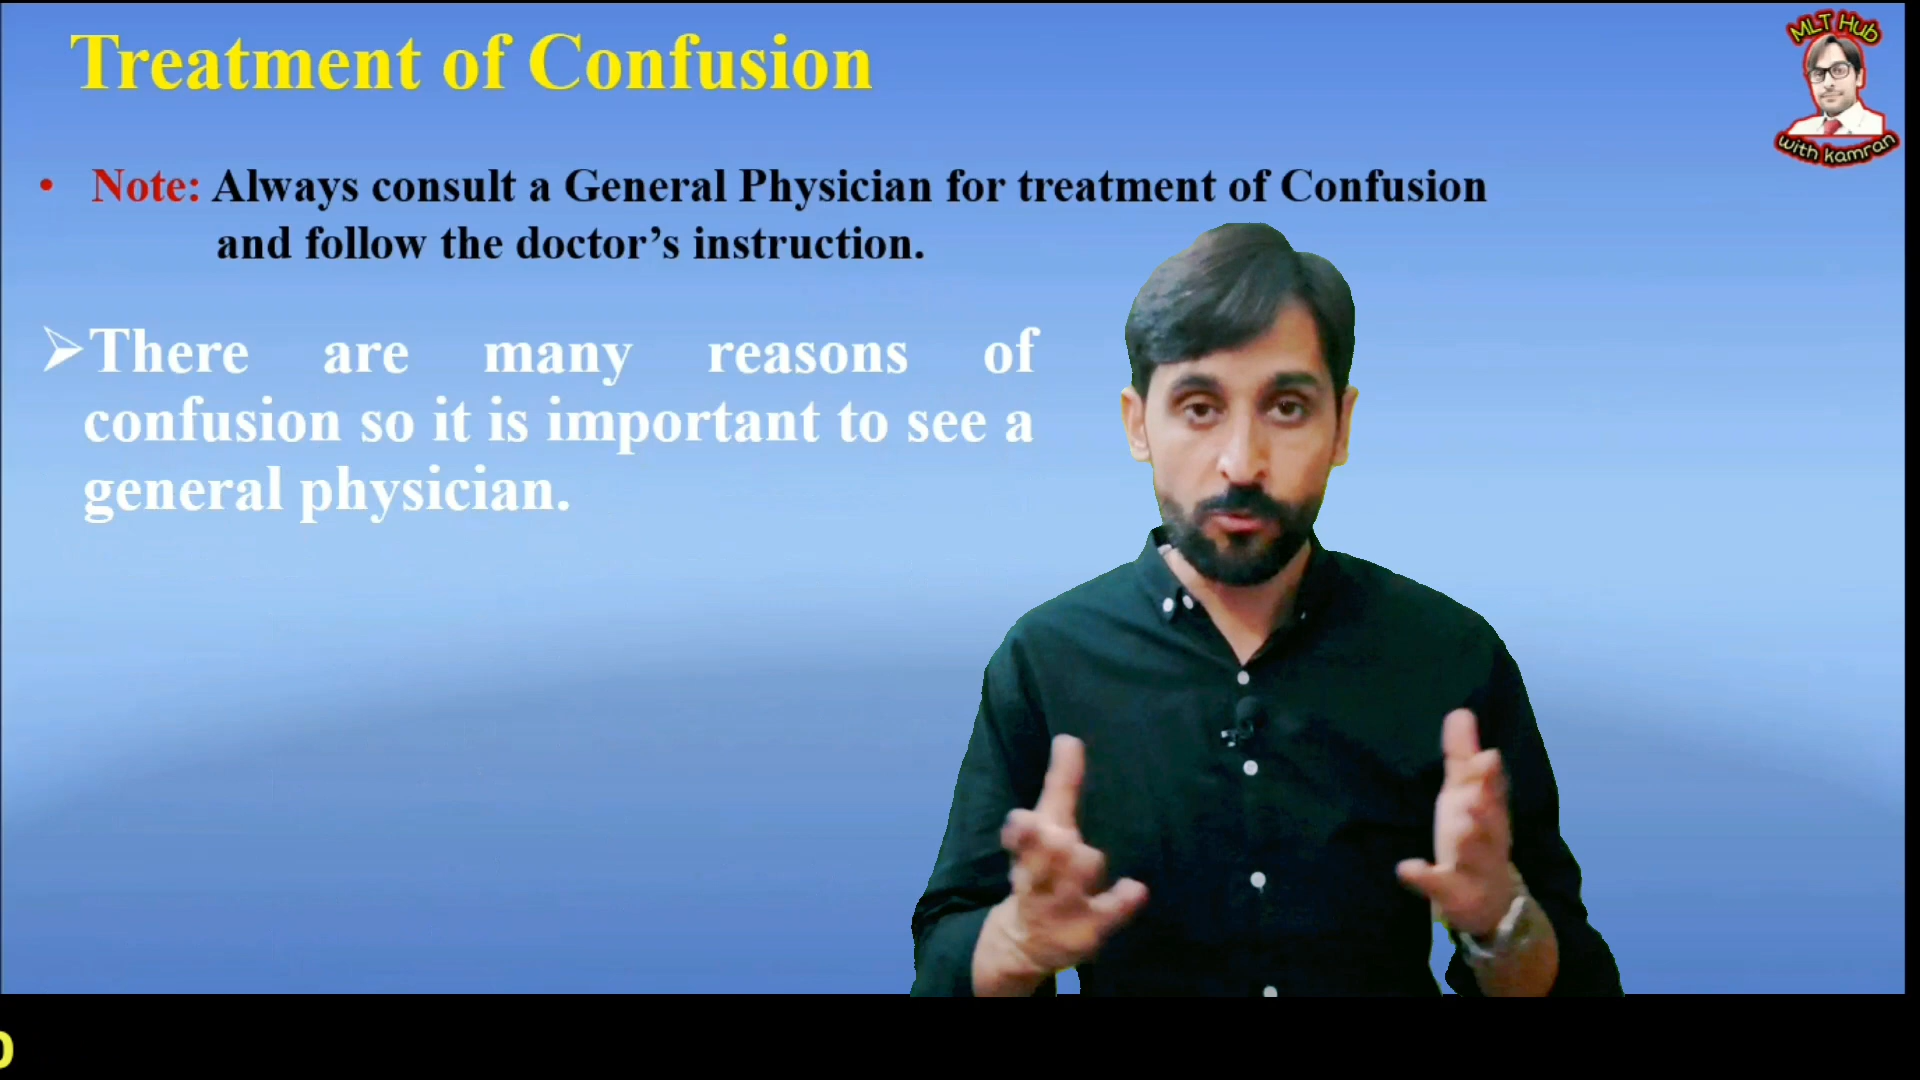 Treatment of Confusion
MLT Hub
with kamran
• Note: Always consult a General Physician for treatment of Confusion
and follow the doctor’s instruction.
➢There are many reasons of
confusion so it is important to see a
general physician.